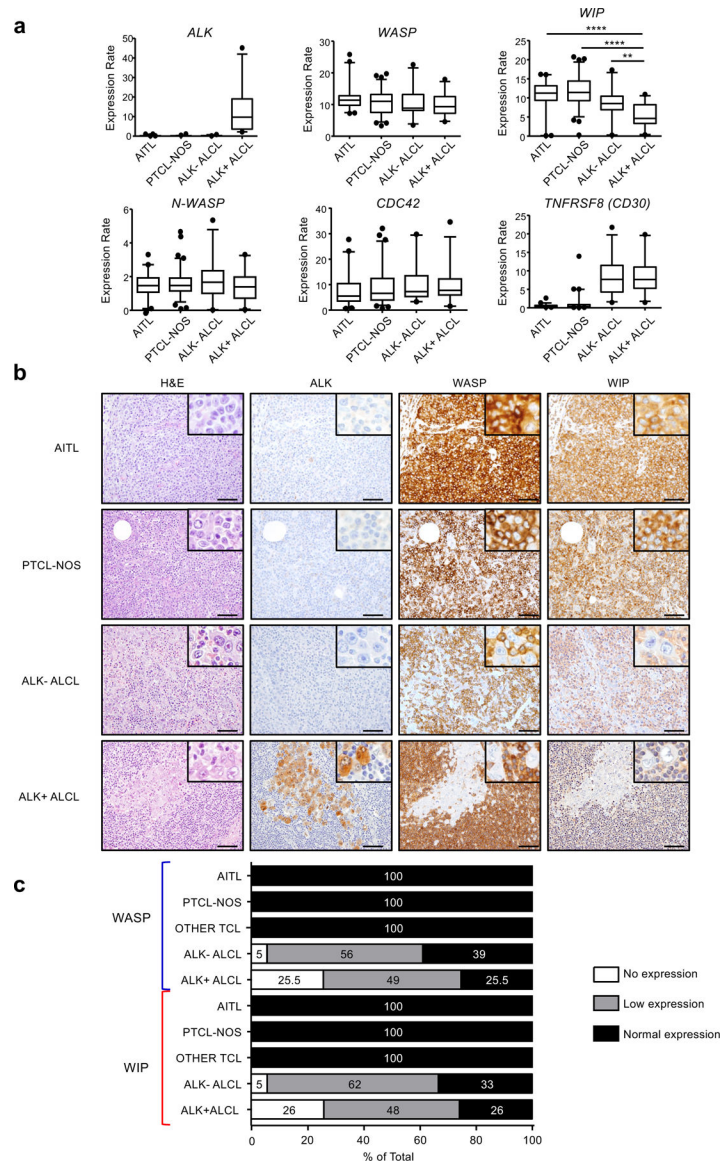 a
ALK
WASP
WIP
Expression Rate
50
40
30
20
10
0
AITL
PTCL-NOS
ALK- ALCL
ALK+ ALCL
Expression Rate
30
20
10
0
AITL
PTCL-NOS
ALK- ALCL
ALK+ ALCL
****
****
**
Expression Rate
25
20
15
10
5
0
AITL
PTCL-NOS
ALK- ALCL
ALK+ ALCL
N-WASP
CDC42
TNFRSF8 (CD30)
Expression Rate
6
4
2
0
AITL
PTCL-NOS
ALK- ALCL
ALK+ ALCL
Expression Rate
40
30
20
10
0
AITL
PTCL-NOS
ALK- ALCL
ALK+ ALCL
Expression Rate
25
20
15
10
5
0
AITL
PTCL-NOS
ALK- ALCL
ALK+ ALCL
b
H&E ALK WASP WIP
AITL
PTCL-NOS
ALK- ALCL
ALK+ ALCL
c
WASP
AITL 100
PTCL-NOS 100
OTHER TCL 100
ALK- ALCL 5 56 39
ALK+ ALCL 25.5 49 25.5
WIP
AITL 100
PTCL-NOS 100
OTHER TCL 100
ALK- ALCL 5 62 33
ALK+ALCL 26 48 26
0 20 40 60 80 100
% of Total
No expression
Low expression
Normal expression